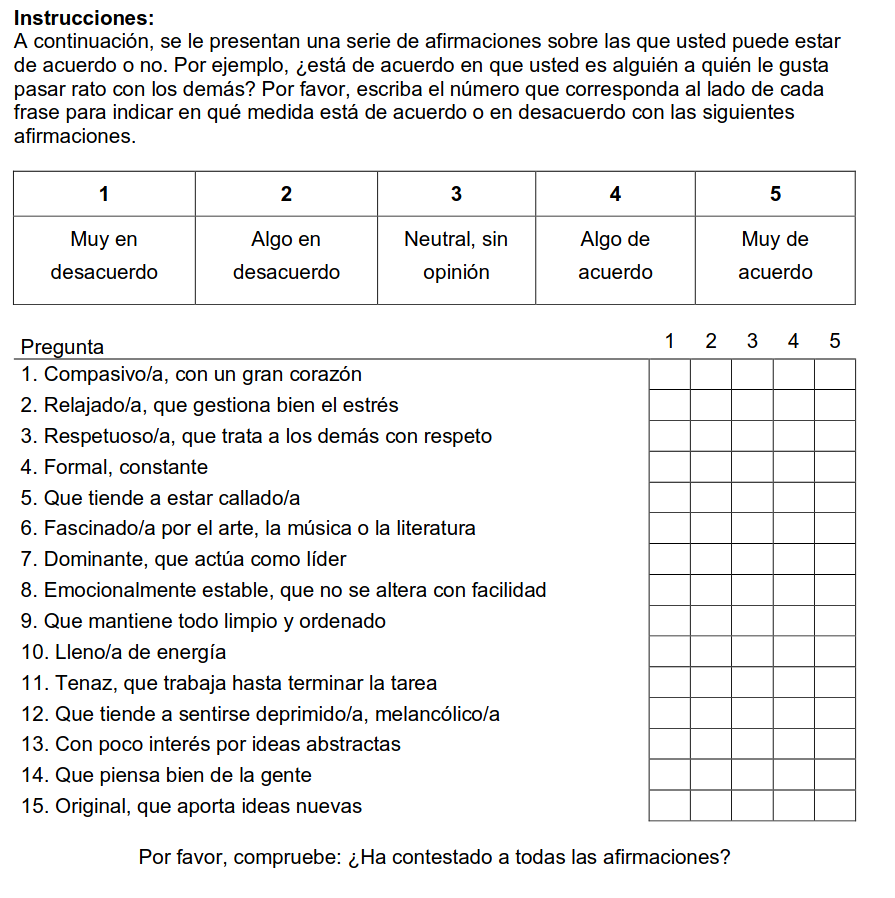 Instrucciones:
A continuación, se le presentan una serie de afirmaciones sobre las que usted puede estar
de acuerdo o no. Por ejemplo, ¿está de acuerdo en que usted es alguién a quién le gusta
pasar rato con los demás? Por favor, escriba el número que corresponda al lado de cada
frase para indicar en qué medida está de acuerdo o en desacuerdo con las siguientes
afirmaciones.
1 2 3 4 5
Muy en desacuerdo Algo en desacuerdo Neutral, sin opinión Algo de acuerdo Muy de acuerdo
Pregunta 1 2 3 4 5
1. Compasivo/a, con un gran corazón
2. Relajado/a, que gestiona bien el estrés
3. Respetuoso/a, que trata a los demás con respeto
4. Formal, constante
5. Que tiende a estar callado/a
6. Fascinado/a por el arte, la música o la literatura
7. Dominante, que actúa como líder
8. Emocionalmente estable, que no se altera con facilidad
9. Que mantiene todo limpio y ordenado
10. Lleno/a de energía
11. Tenaz, que trabaja hasta terminar la tarea
12. Que tiende a sentirse deprimido/a, melancólico/a
13. Con poco interés por ideas abstractas
14. Que piensa bien de la gente
15. Original, que aporta ideas nuevas
Por favor, compruebe: ¿Ha contestado a todas las afirmaciones?